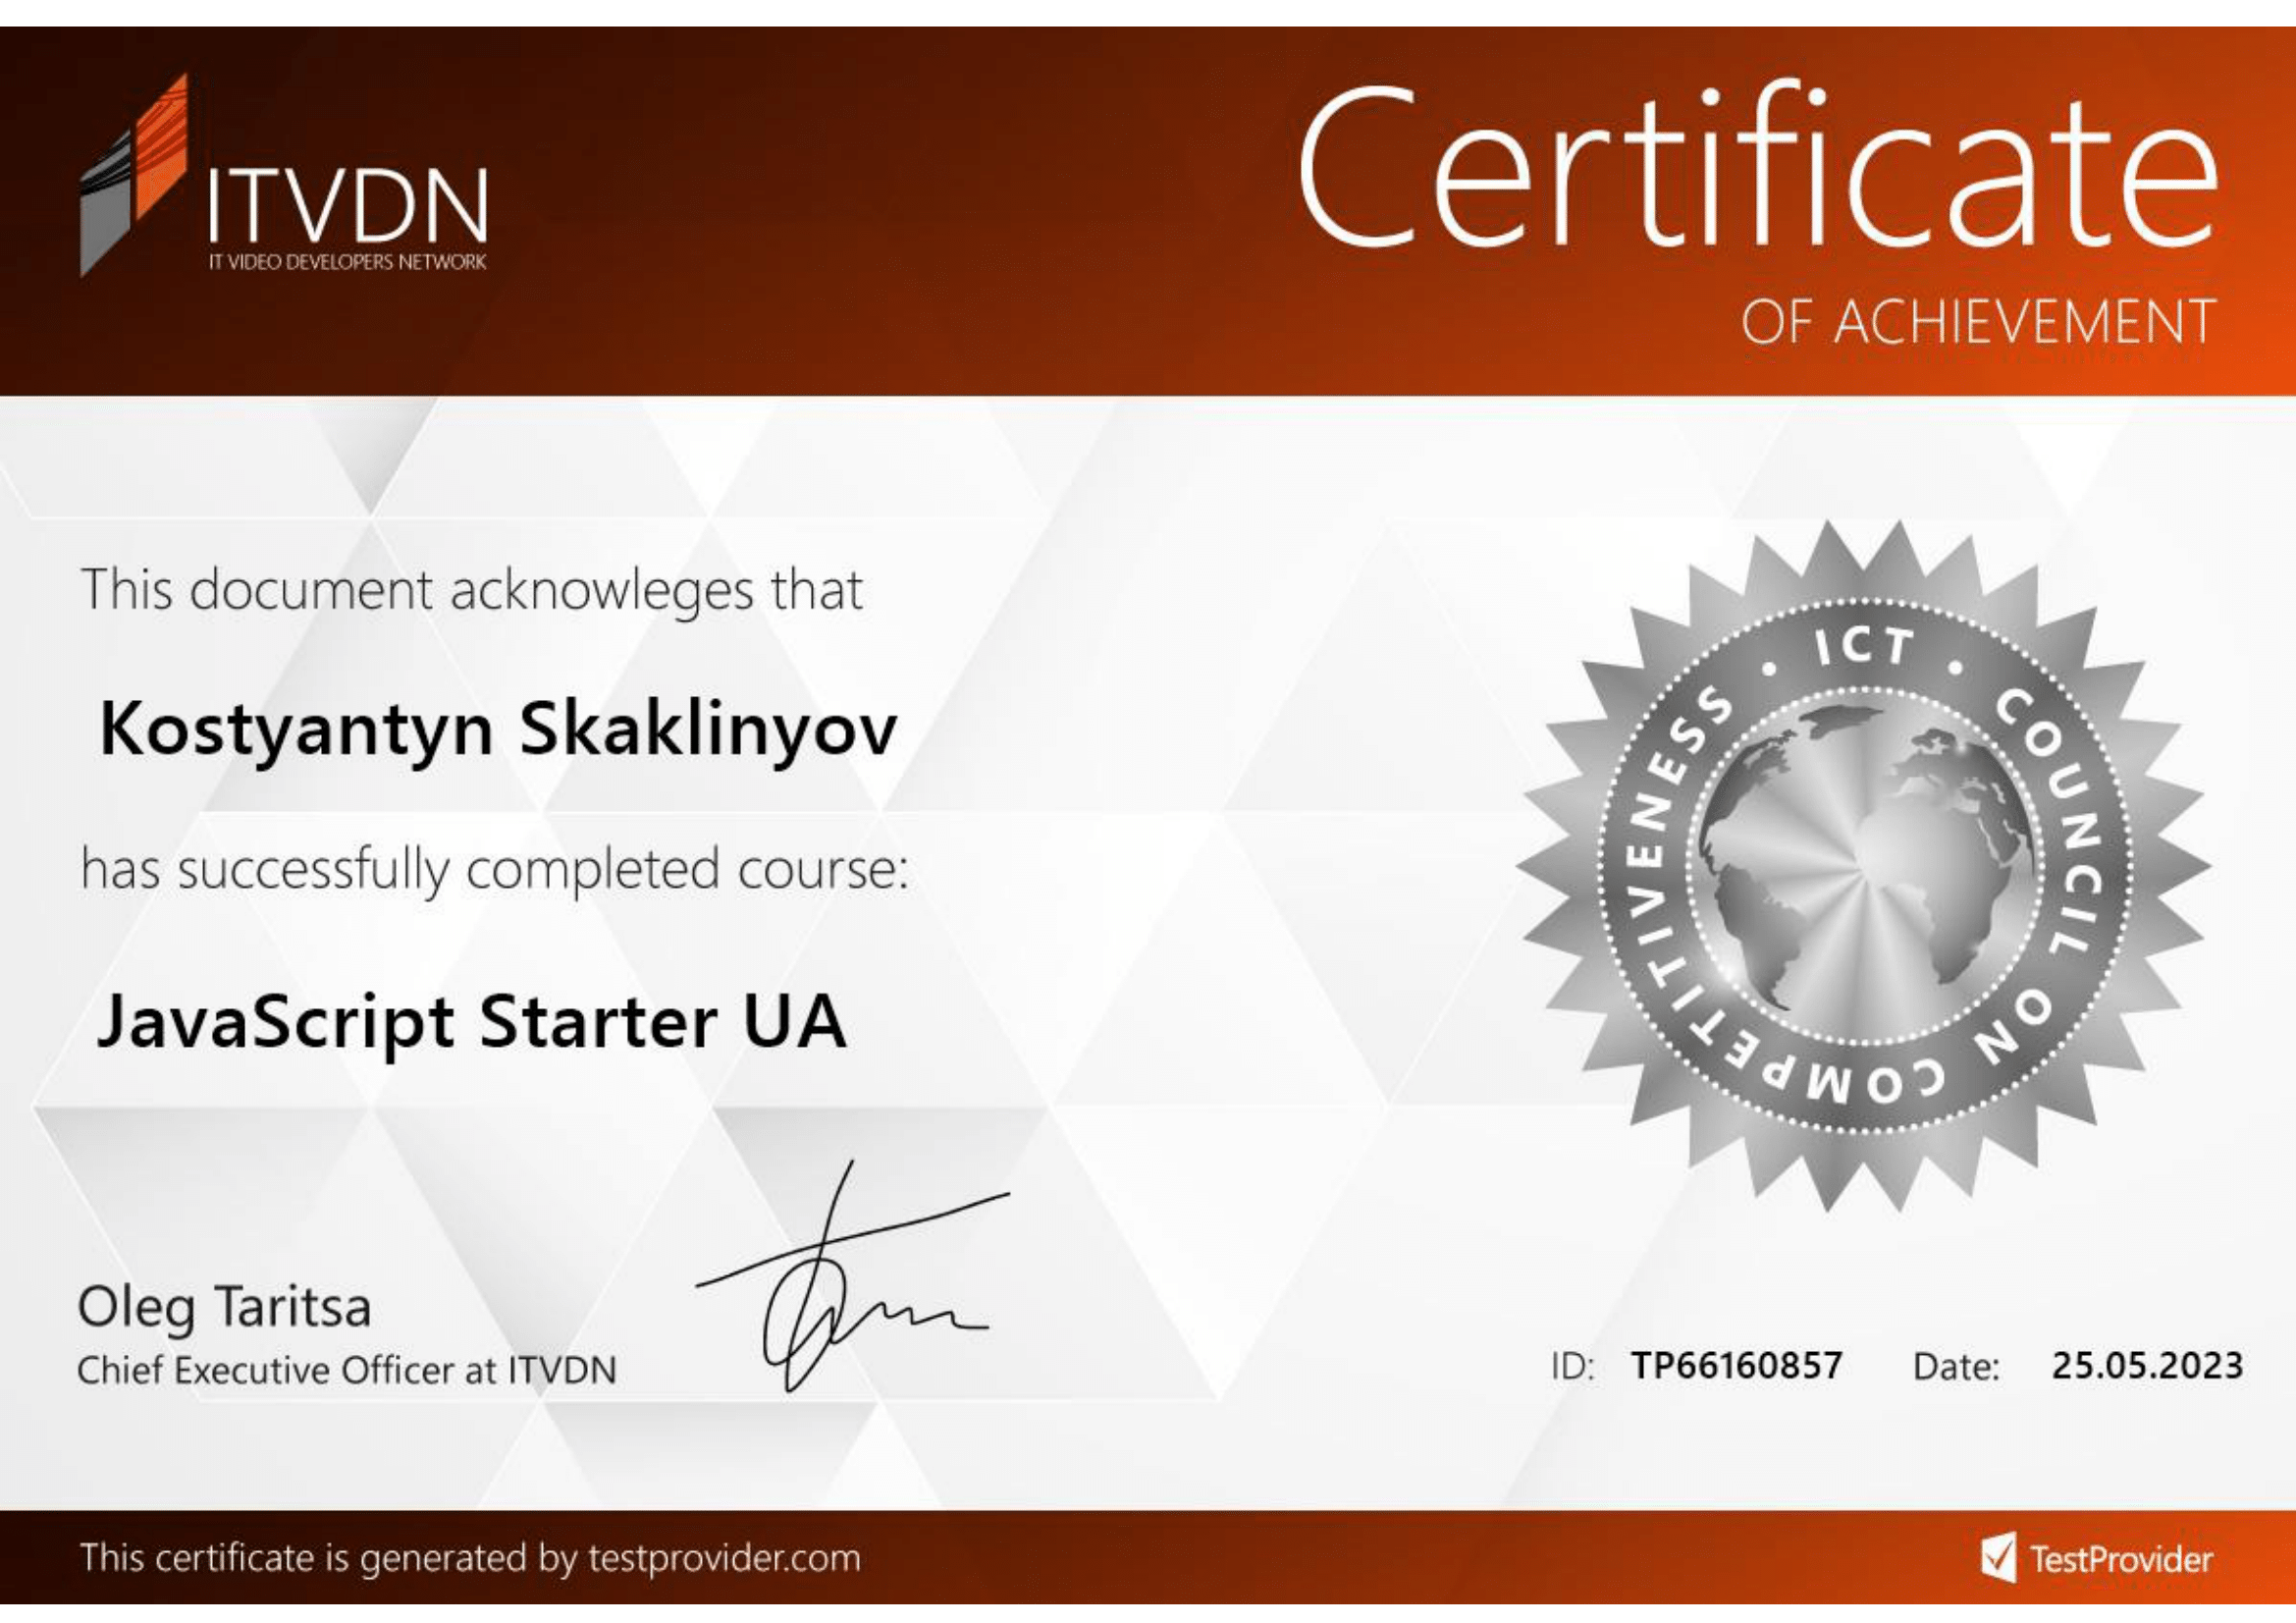 ITVDN
IT VIDEO DEVELOPERS NETWORK
Certificate
OF ACHIEVEMENT
This document acknowleges that
Kostyantyn Skaklinyov
has successfully completed course:
JavaScript Starter UA
• ICT • COUNCIL ON COMPETITIVENESS
Oleg Taritsa
Chief Executive Officer at ITVDN
ID: TP66160857 Date: 25.05.2023
This certificate is generated by testprovider.com
TestProvider